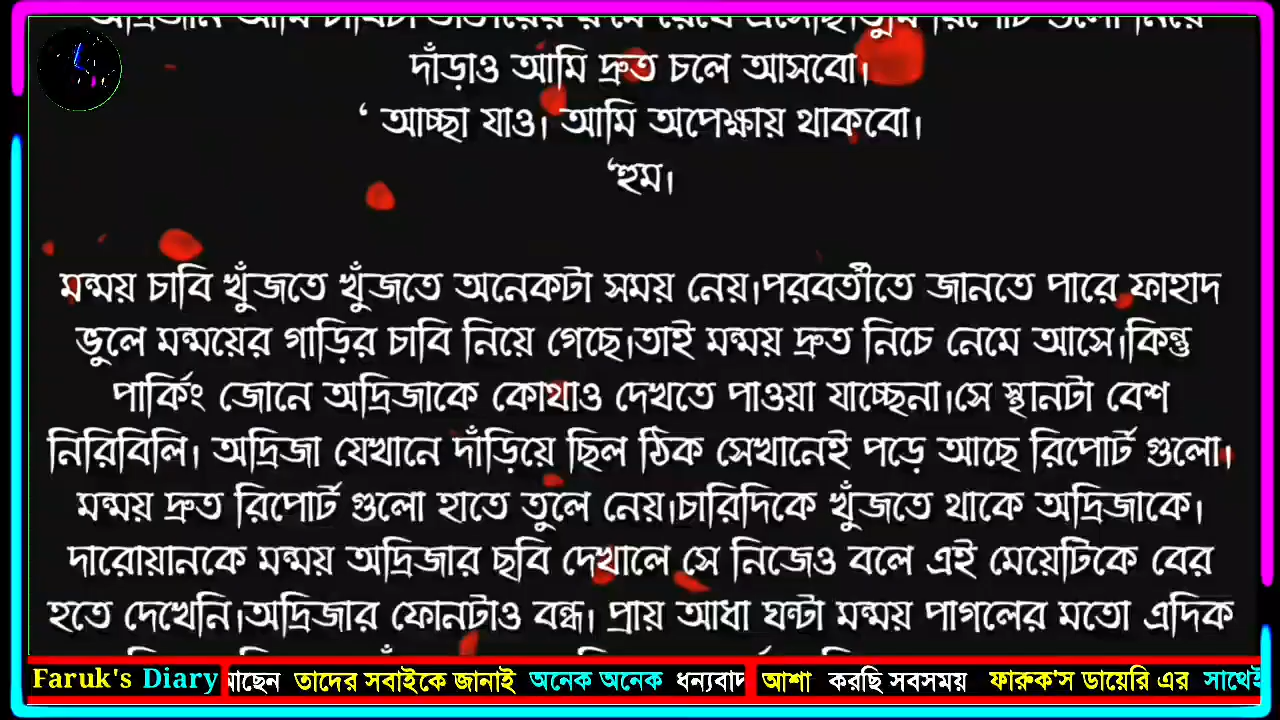 অদ্রিজানি আমি চাবিটা
দাঁড়াও আমি দ্রুত চলে আসবো।
‘ আচ্ছা যাও। আমি অপেক্ষায় থাকবো।
‘হুম।
মন্ময় চাবি খুঁজতে খুঁজতে অনেকটা সময় নেয়।পরবর্তীতে জানতে পারে ফাহাদ
ভুলে মন্ময়ের গাড়ির চাবি নিয়ে গেছে।তাই মন্ময় দ্রুত নিচে নেমে আসে।কিন্তু
পার্কিং জোনে অদ্রিজাকে কোথাও দেখতে পাওয়া যাচ্ছেনা।সে স্থানটা বেশ
নিরিবিলি। অদ্রিজা যেখানে দাঁড়িয়ে ছিল ঠিক সেখানেই পড়ে আছে রিপোর্ট গুলো।
মন্ময় দ্রুত রিপোর্ট গুলো হাতে তুলে নেয়।চারিদিকে খুঁজতে থাকে অদ্রিজাকে।
দারোয়ানকে মন্ময় অদ্রিজার ছবি দেখালে সে নিজেও বলে এই মেয়েটিকে বের
হতে দেখেনি।অদ্রিজার ফোনটাও বন্ধ। প্রায় আধা ঘন্টা মন্ময় পাগলের মতো এদিক
Faruk's Diary আছেন তাদের সবাইকে জানাই অনেক অনেক ধন্যবাদ আশা করছি সবসময় ফারুক'স ডায়েরি এর সাথেই